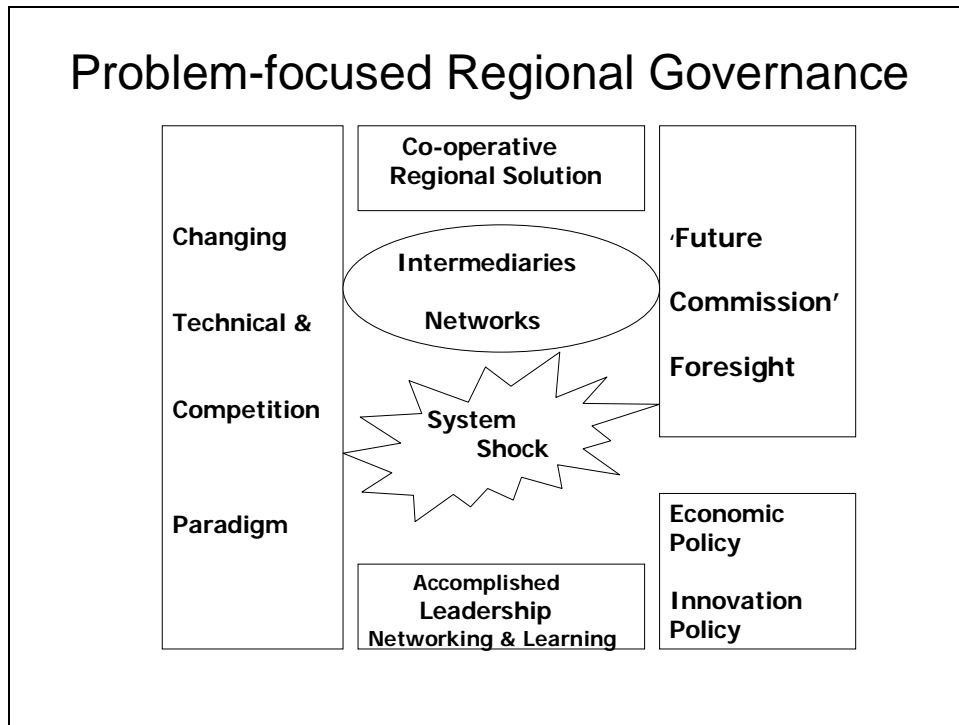 Problem-focused Regional Governance
Changing
Technical &
Competition
Paradigm
Co-operative
Regional Solution
Intermediaries
Networks
System
Shock
Accomplished
Leadership
Networking & Learning
‘Future
Commission’
Foresight
Economic
Policy
Innovation
Policy